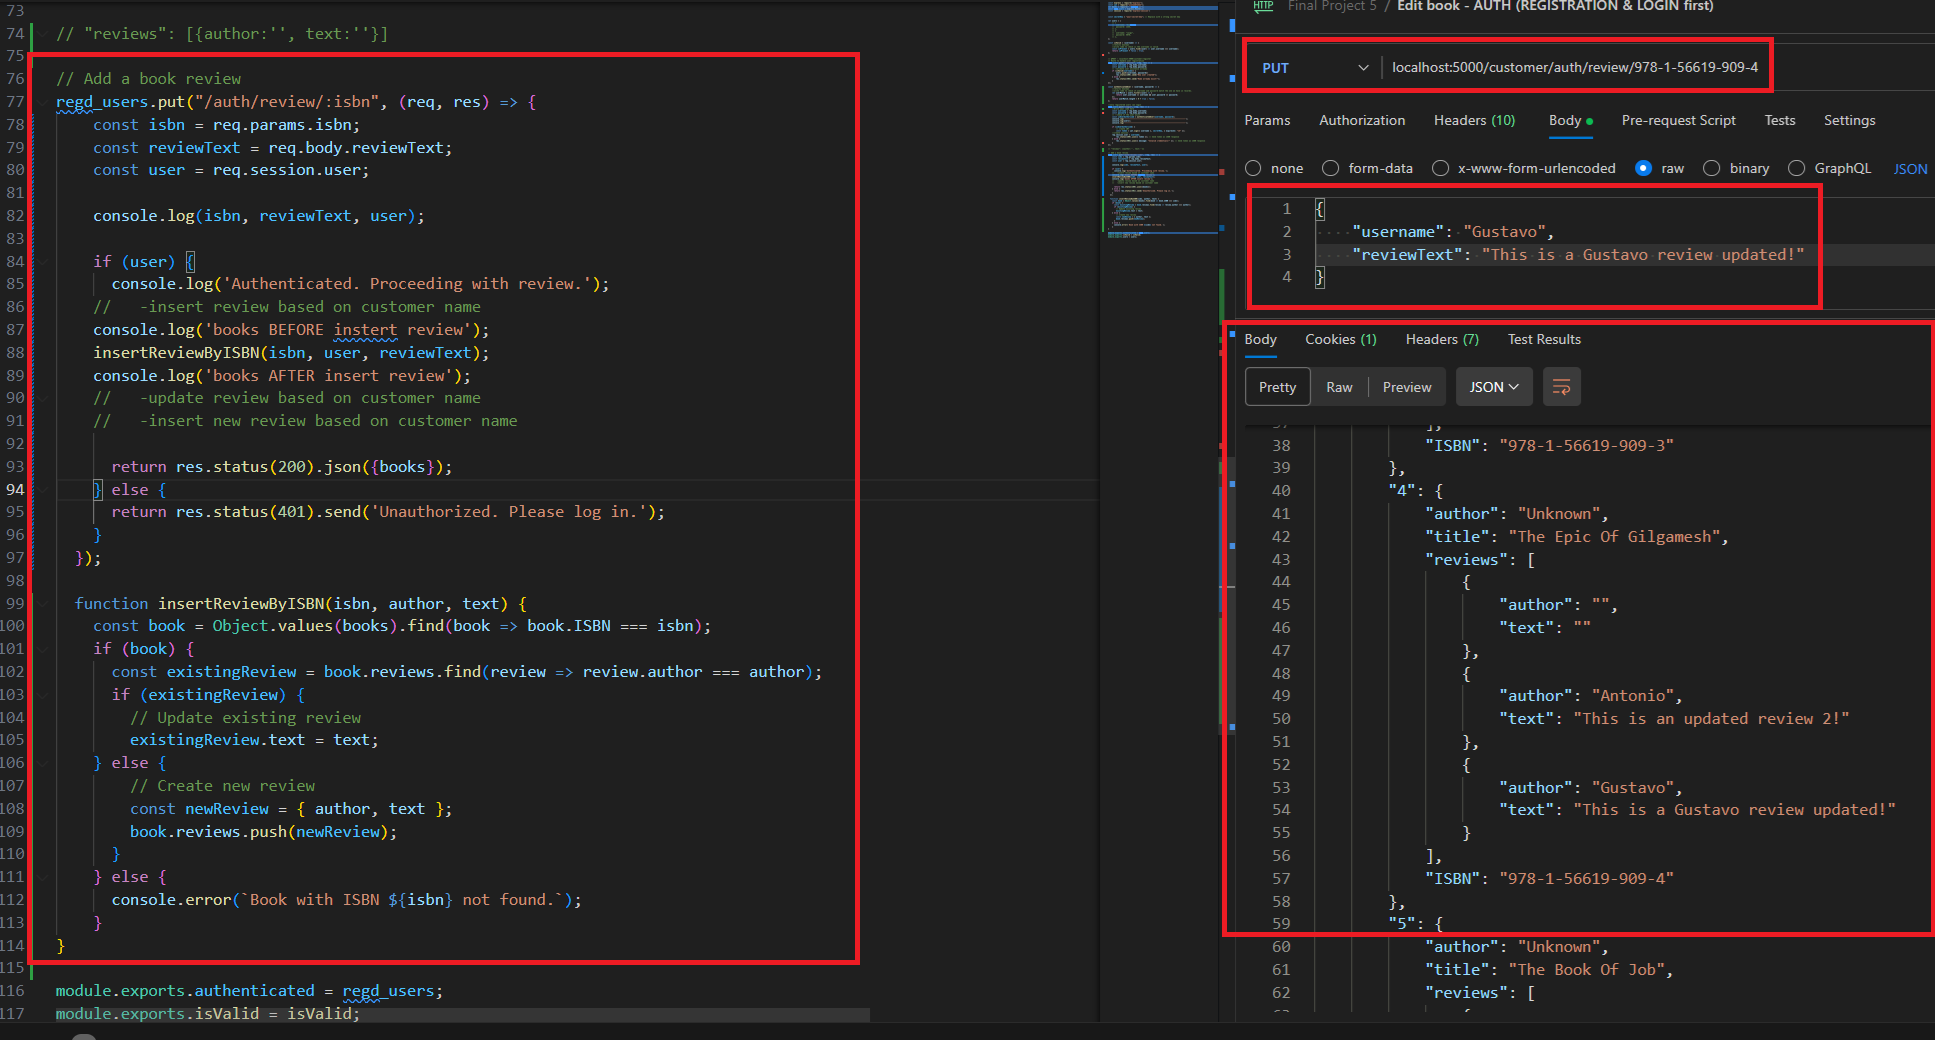 73
74 // "reviews": [{author:'', text:''}]
75
76 // Add a book review
77 regd_users.put("/auth/review/:isbn", (req, res) => {
78 const isbn = req.params.isbn;
79 const reviewText = req.body.reviewText;
80 const user = req.session.user;
81
82 console.log(isbn, reviewText, user);
83
84 if (user) {
85 console.log('Authenticated. Proceeding with review.');
86 // -insert review based on customer name
87 console.log('books BEFORE instert review');
88 insertReviewByISBN(isbn, user, reviewText);
89 console.log('books AFTER insert review');
90 // -update review based on customer name
91 // -insert new review based on customer name
92
93 return res.status(200).json({books});
94 } else {
95 return res.status(401).send('Unauthorized. Please log in.');
96 }
97 });
98
99 function insertReviewByISBN(isbn, author, text) {
100 const book = Object.values(books).find(book => book.ISBN === isbn);
101 if (book) {
102 const existingReview = book.reviews.find(review => review.author === author);
103 if (existingReview) {
104 // Update existing review
105 existingReview.text = text;
106 } else {
107 // Create new review
108 const newReview = { author, text };
109 book.reviews.push(newReview);
110 }
111 } else {
112 console.error(`Book with ISBN ${isbn} not found.`);
113 }
114 }
115
116 module.exports.authenticated = regd_users;
117 module.exports.isValid = isValid;
HTTP Final Project 5 / Edit book - AUTH (REGISTRATION & LOGIN first)
PUT localhost:5000/customer/auth/review/978-1-56619-909-4
Params Authorization Headers (10) Body Pre-request Script Tests Settings
none form-data x-www-form-urlencoded raw binary GraphQL JSON
1 {
2 "username": "Gustavo",
3 "reviewText": "This is a Gustavo review updated!"
4 }
Body Cookies (1) Headers (7) Test Results
Pretty Raw Preview JSON
37 ],
38 "ISBN": "978-1-56619-909-3"
39 },
40 "4": {
41 "author": "Unknown",
42 "title": "The Epic Of Gilgamesh",
43 "reviews": [
44 {
45 "author": "",
46 "text": ""
47 },
48 {
49 "author": "Antonio",
50 "text": "This is an updated review 2!"
51 },
52 {
53 "author": "Gustavo",
54 "text": "This is a Gustavo review updated!"
55 }
56 ],
57 "ISBN": "978-1-56619-909-4"
58 },
59 "5": {
60 "author": "Unknown",
61 "title": "The Book Of Job",
62 "reviews": [